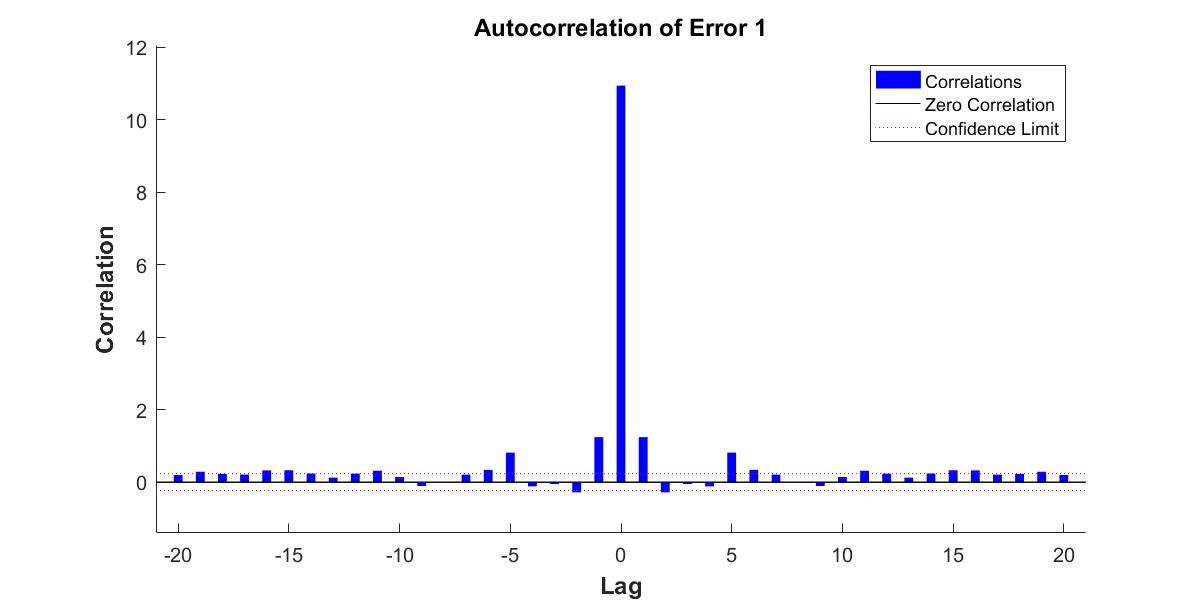 Autocorrelation of Error 1
12
10
8
6
4
2
0
Correlation
Correlations
Zero Correlation
Confidence Limit
-20 -15 -10 -5 0 5 10 15 20
Lag